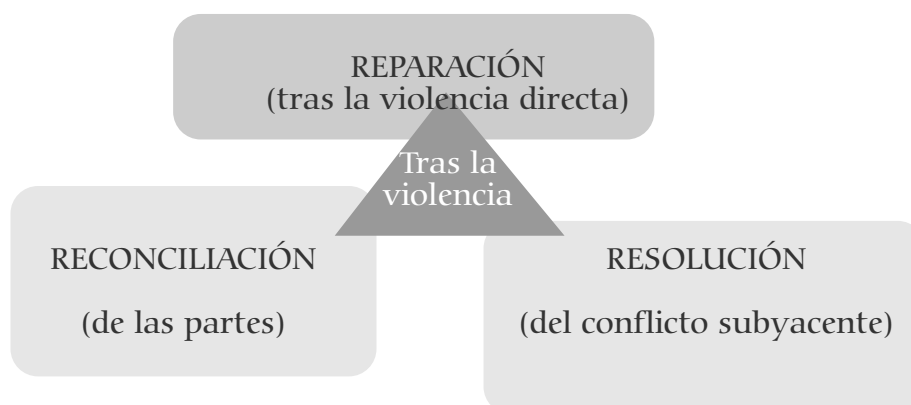 REPARACIÓN
(tras la violencia directa)
Tras la
violencia
RECONCILIACIÓN
(de las partes)
RESOLUCIÓN
(del conflicto subyacente)